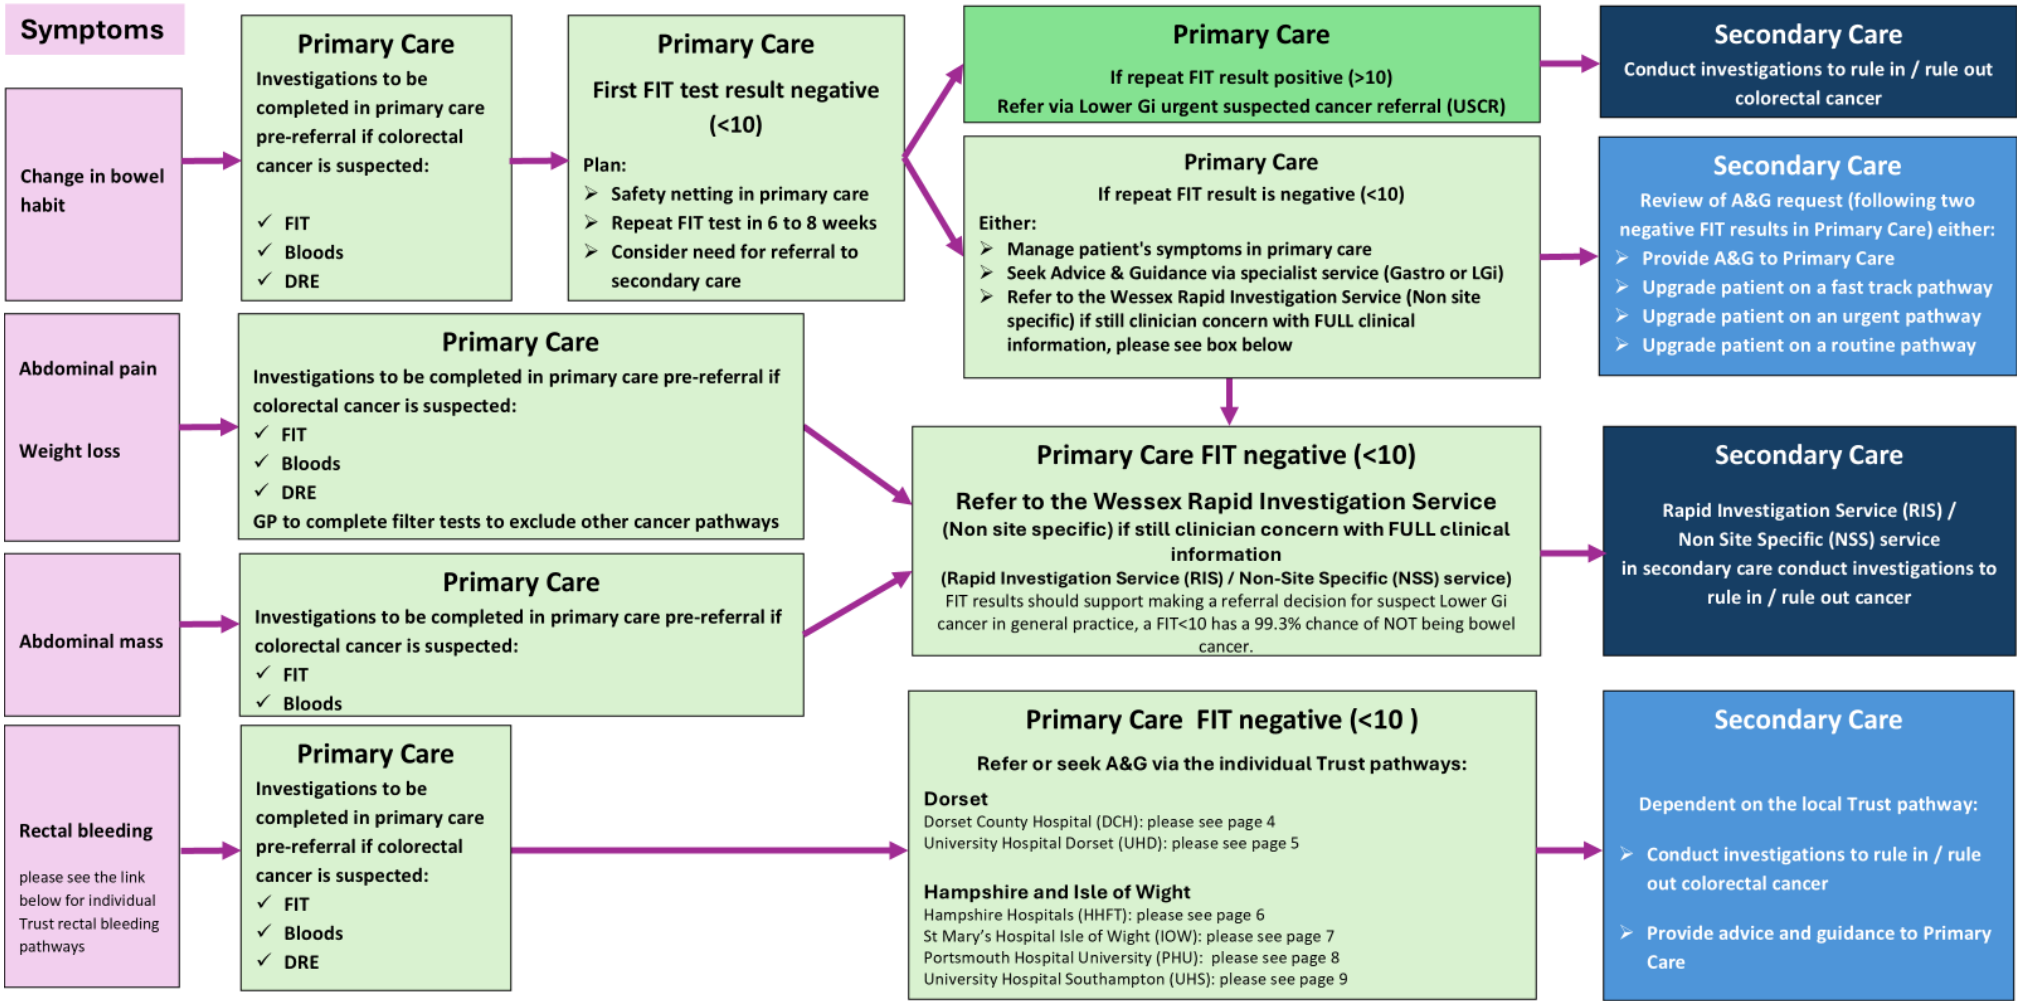 Symptoms
Change in bowel
habit
Primary Care
Investigations to be
completed in primary care
pre-referral if colorectal
cancer is suspected:
✓ FIT
✓ Bloods
✓ DRE
Primary Care
First FIT test result negative
(<10)
Plan:
➢ Safety netting in primary care
➢ Repeat FIT test in 6 to 8 weeks
➢ Consider need for referral to
secondary care
Primary Care
If repeat FIT result positive (>10)
Refer via Lower Gi urgent suspected cancer referral (USCR)
Secondary Care
Conduct investigations to rule in / rule out
colorectal cancer
Primary Care
If repeat FIT result is negative (<10)
Either:
➢ Manage patient's symptoms in primary care
➢ Seek Advice & Guidance via specialist service (Gastro or LGi)
➢ Refer to the Wessex Rapid Investigation Service (Non site
specific) if still clinician concern with FULL clinical
information, please see box below
Secondary Care
Review of A&G request (following two
negative FIT results in Primary Care) either:
➢ Provide A&G to Primary Care
➢ Upgrade patient on a fast track pathway
➢ Upgrade patient on an urgent pathway
➢ Upgrade patient on a routine pathway
Abdominal pain
Weight loss
Primary Care
Investigations to be completed in primary care pre-referral if
colorectal cancer is suspected:
✓ FIT
✓ Bloods
✓ DRE
GP to complete filter tests to exclude other cancer pathways
Abdominal mass
Primary Care
Investigations to be completed in primary care pre-referral if
colorectal cancer is suspected:
✓ FIT
✓ Bloods
Primary Care FIT negative (<10)
Refer to the Wessex Rapid Investigation Service
(Non site specific) if still clinician concern with FULL clinical
information
(Rapid Investigation Service (RIS) / Non-Site Specific (NSS) service)
FIT results should support making a referral decision for suspect Lower Gi
cancer in general practice, a FIT<10 has a 99.3% chance of NOT being bowel
cancer.
Secondary Care
Rapid Investigation Service (RIS) /
Non Site Specific (NSS) service
in secondary care conduct investigations to
rule in / rule out cancer
Rectal bleeding
please see the link
below for individual
Trust rectal bleeding
pathways
Primary Care
Investigations to be
completed in primary care
pre-referral if colorectal
cancer is suspected:
✓ FIT
✓ Bloods
✓ DRE
Primary Care FIT negative (<10 )
Refer or seek A&G via the individual Trust pathways:
Dorset
Dorset County Hospital (DCH): please see page 4
University Hospital Dorset (UHD): please see page 5
Hampshire and Isle of Wight
Hampshire Hospitals (HHFT): please see page 6
St Mary's Hospital Isle of Wight (IOW): please see page 7
Portsmouth Hospital University (PHU): please see page 8
University Hospital Southampton (UHS): please see page 9
Secondary Care
Dependent on the local Trust pathway:
➢ Conduct investigations to rule in / rule
out colorectal cancer
➢ Provide advice and guidance to Primary
Care